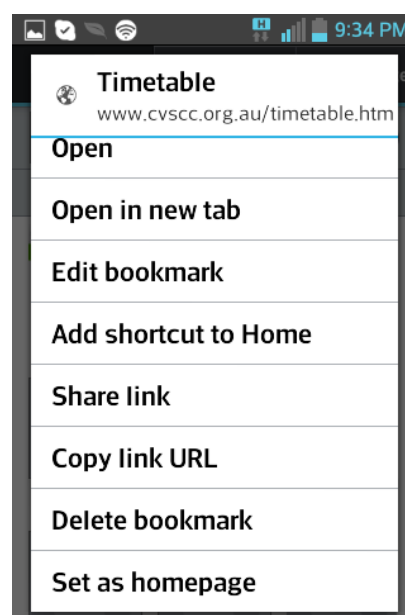 H
9:34 PM
Timetable
www.cvscc.org.au/timetable.htm
Open
Open in new tab
Edit bookmark
Add shortcut to Home
Share link
Copy link URL
Delete bookmark
Set as homepage